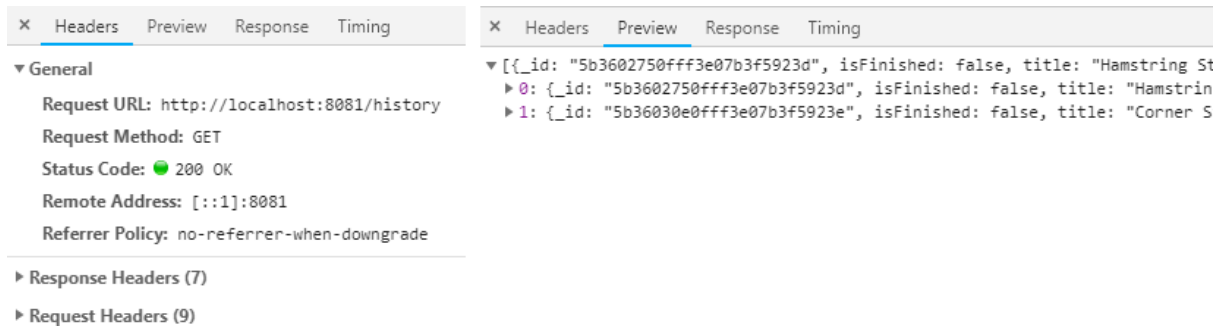 × Headers Preview Response Timing
▼ General
Request URL: http://localhost:8081/history
Request Method: GET
Status Code: 200 OK
Remote Address: [::1]:8081
Referrer Policy: no-referrer-when-downgrade
▶ Response Headers (7)
▶ Request Headers (9)
× Headers Preview Response Timing
▼ [{_id: "5b3602750fff3e07b3f5923d", isFinished: false, title: "Hamstring St
▶ 0: {_id: "5b3602750fff3e07b3f5923d", isFinished: false, title: "Hamstrin
▶ 1: {_id: "5b36030e0fff3e07b3f5923e", isFinished: false, title: "Corner S